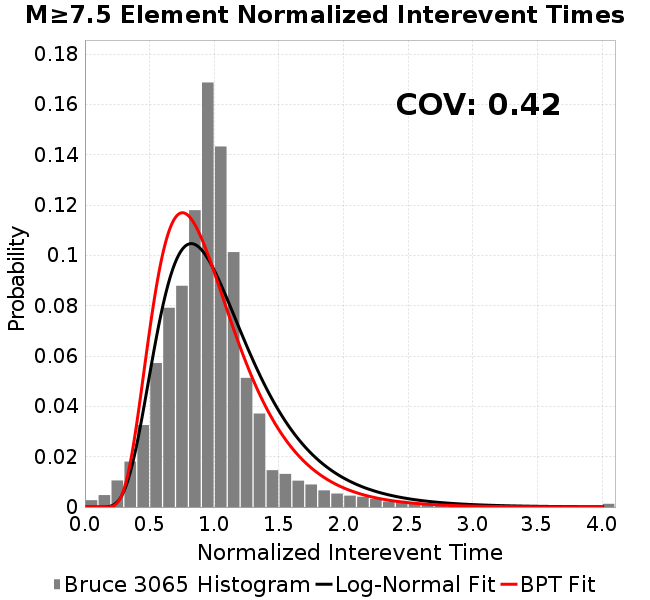 M≥7.5 Element Normalized Interevent Times
0.18
COV: 0.42
0.16
0.14
0.12
0.1
0.08
0.06
0.04
0.02
0
Probability
0.0 0.5 1.0 1.5 2.0 2.5 3.0 3.5 4.0
Normalized Interevent Time
Bruce 3065 Histogram Log-Normal Fit BPT Fit